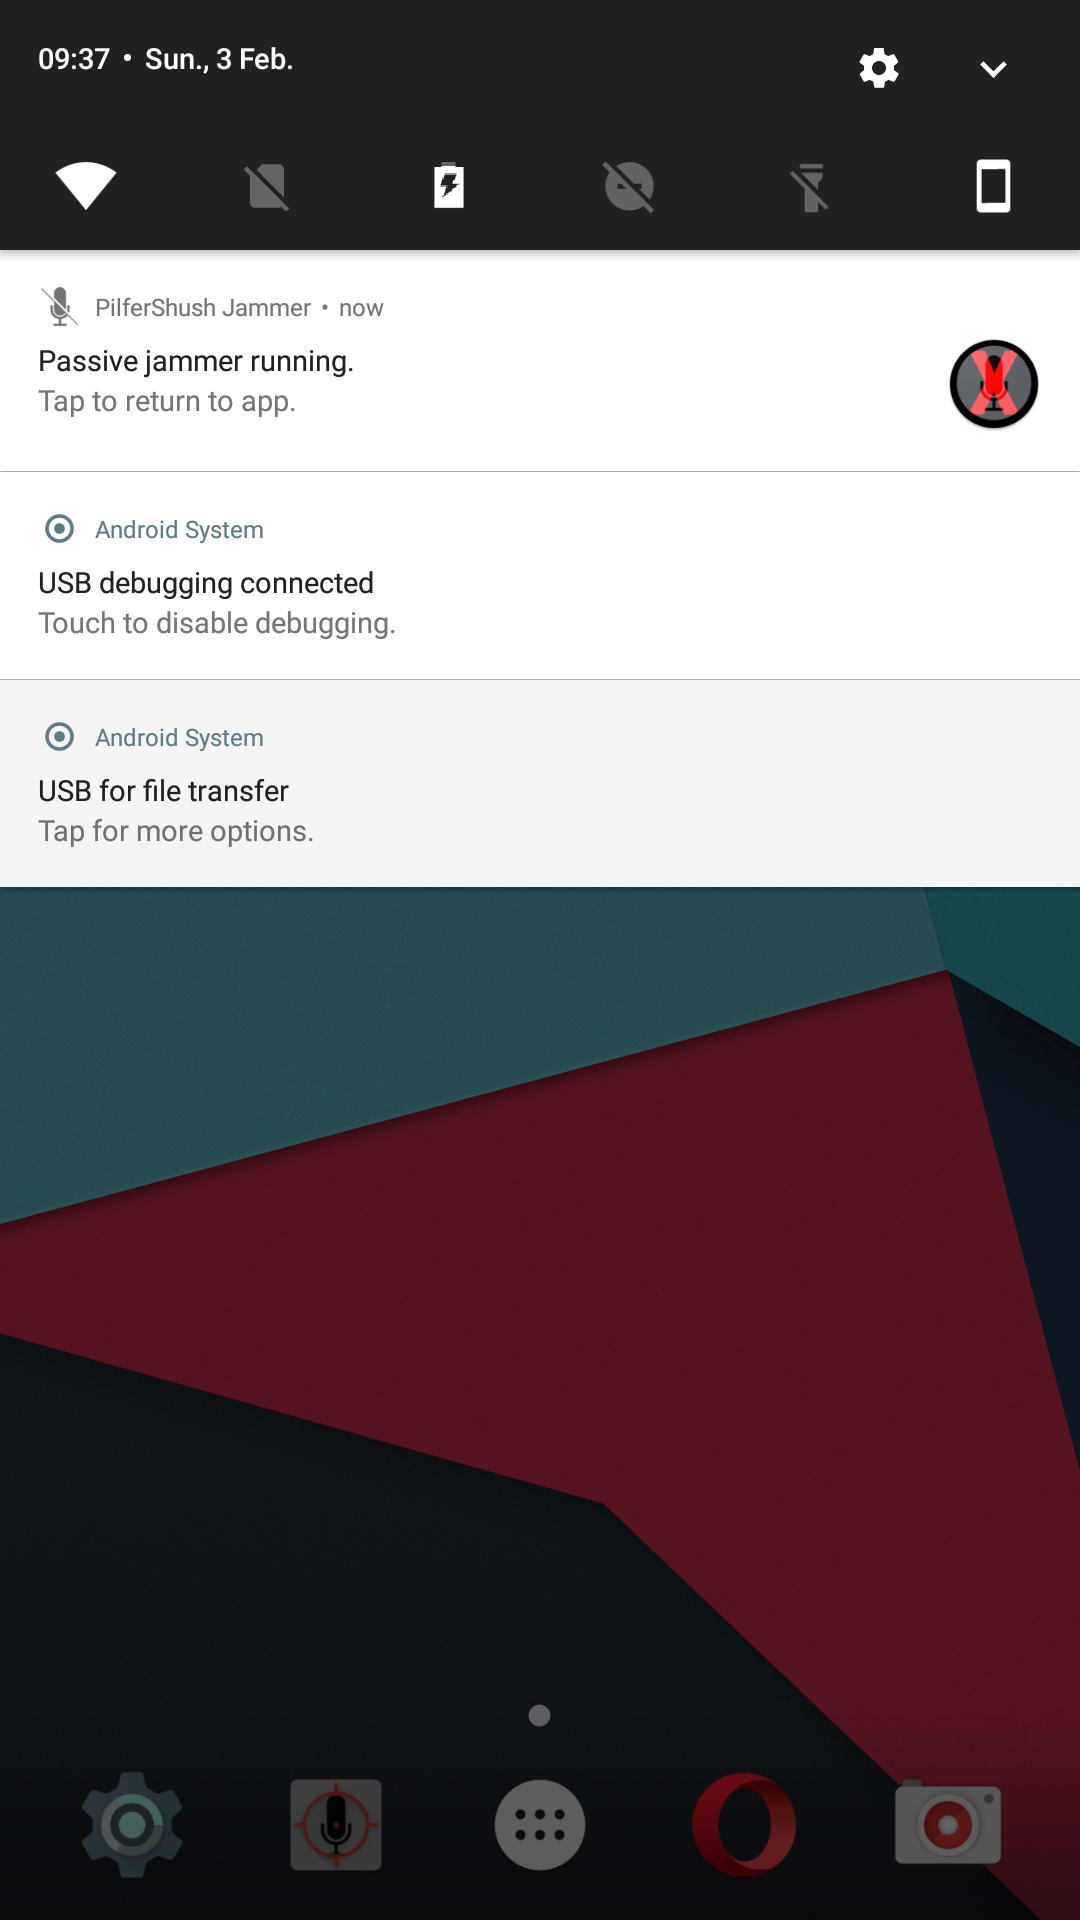 09:37 • Sun., 3 Feb.
PilferShush Jammer • now
Passive jammer running.
Tap to return to app.
Android System
USB debugging connected
Touch to disable debugging.
Android System
USB for file transfer
Tap for more options.